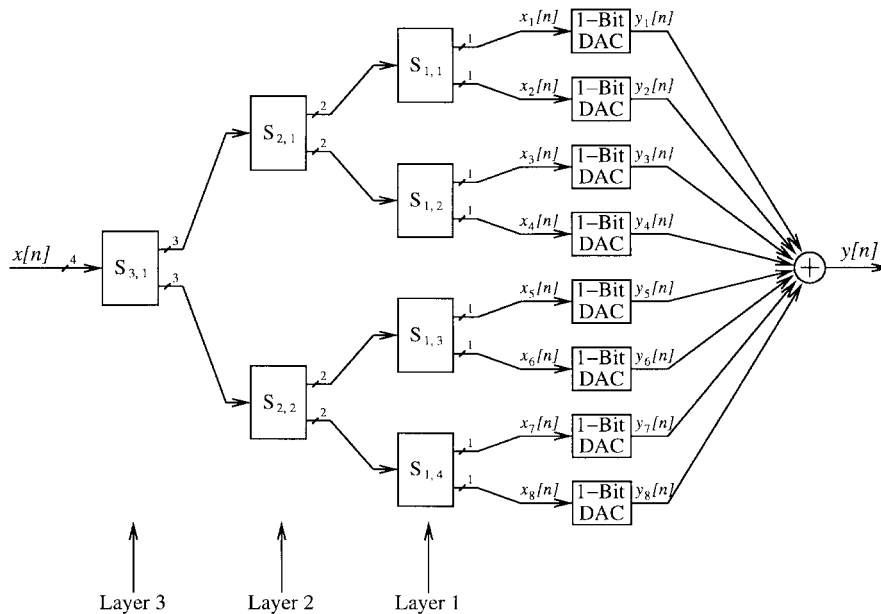 x₁[n]
1
1–Bit
DAC
y₁[n]
S₁, ₁
1
x₂[n]
1–Bit
DAC
y₂[n]
2
S₂, ₁
2
1
x₃[n]
1–Bit
DAC
y₃[n]
S₁, ₂
1
x₄[n]
1–Bit
DAC
y₄[n]
x[n]
4
S₃, ₁
3
3
+
y[n]
1
x₅[n]
1–Bit
DAC
y₅[n]
S₁, ₃
1
x₆[n]
1–Bit
DAC
y₆[n]
2
S₂, ₂
2
1
x₇[n]
1–Bit
DAC
y₇[n]
S₁, ₄
1
x₈[n]
1–Bit
DAC
y₈[n]
Layer 3
Layer 2
Layer 1